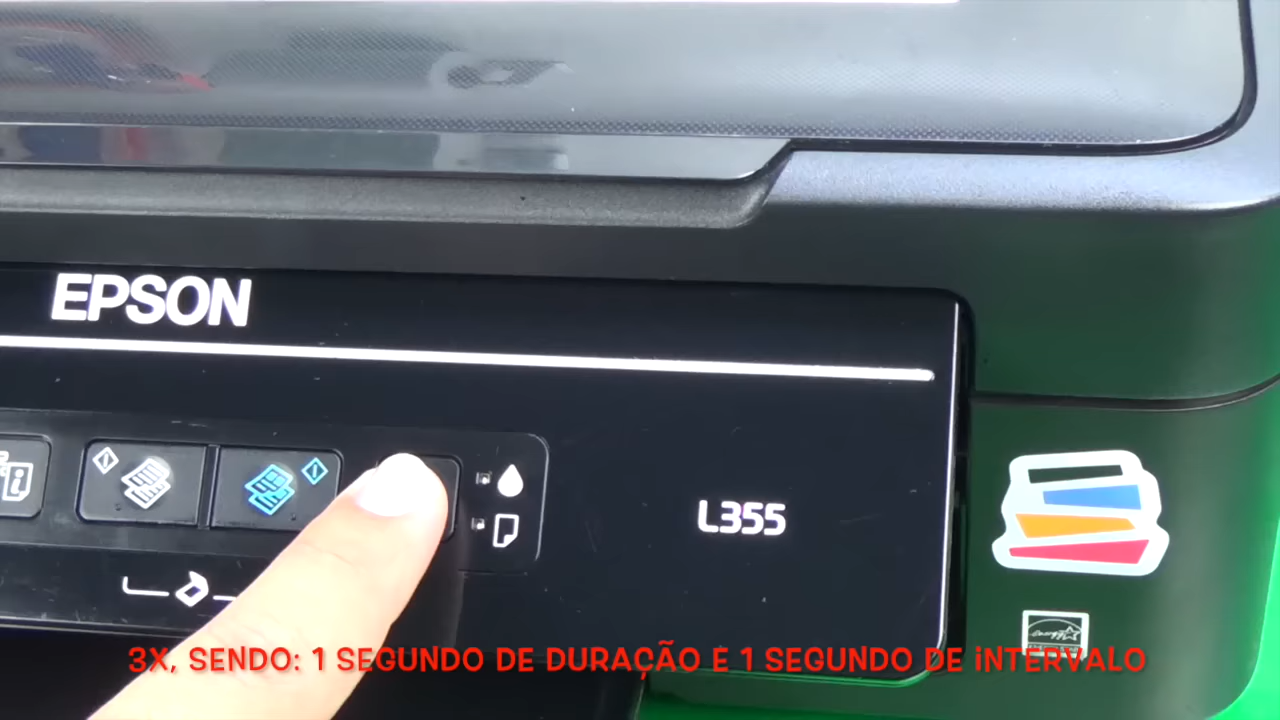 EPSON
L355
3X, SENDO: 1 SEGUNDO DE DURAÇÃO E 1 SEGUNDO DE INTERVALO